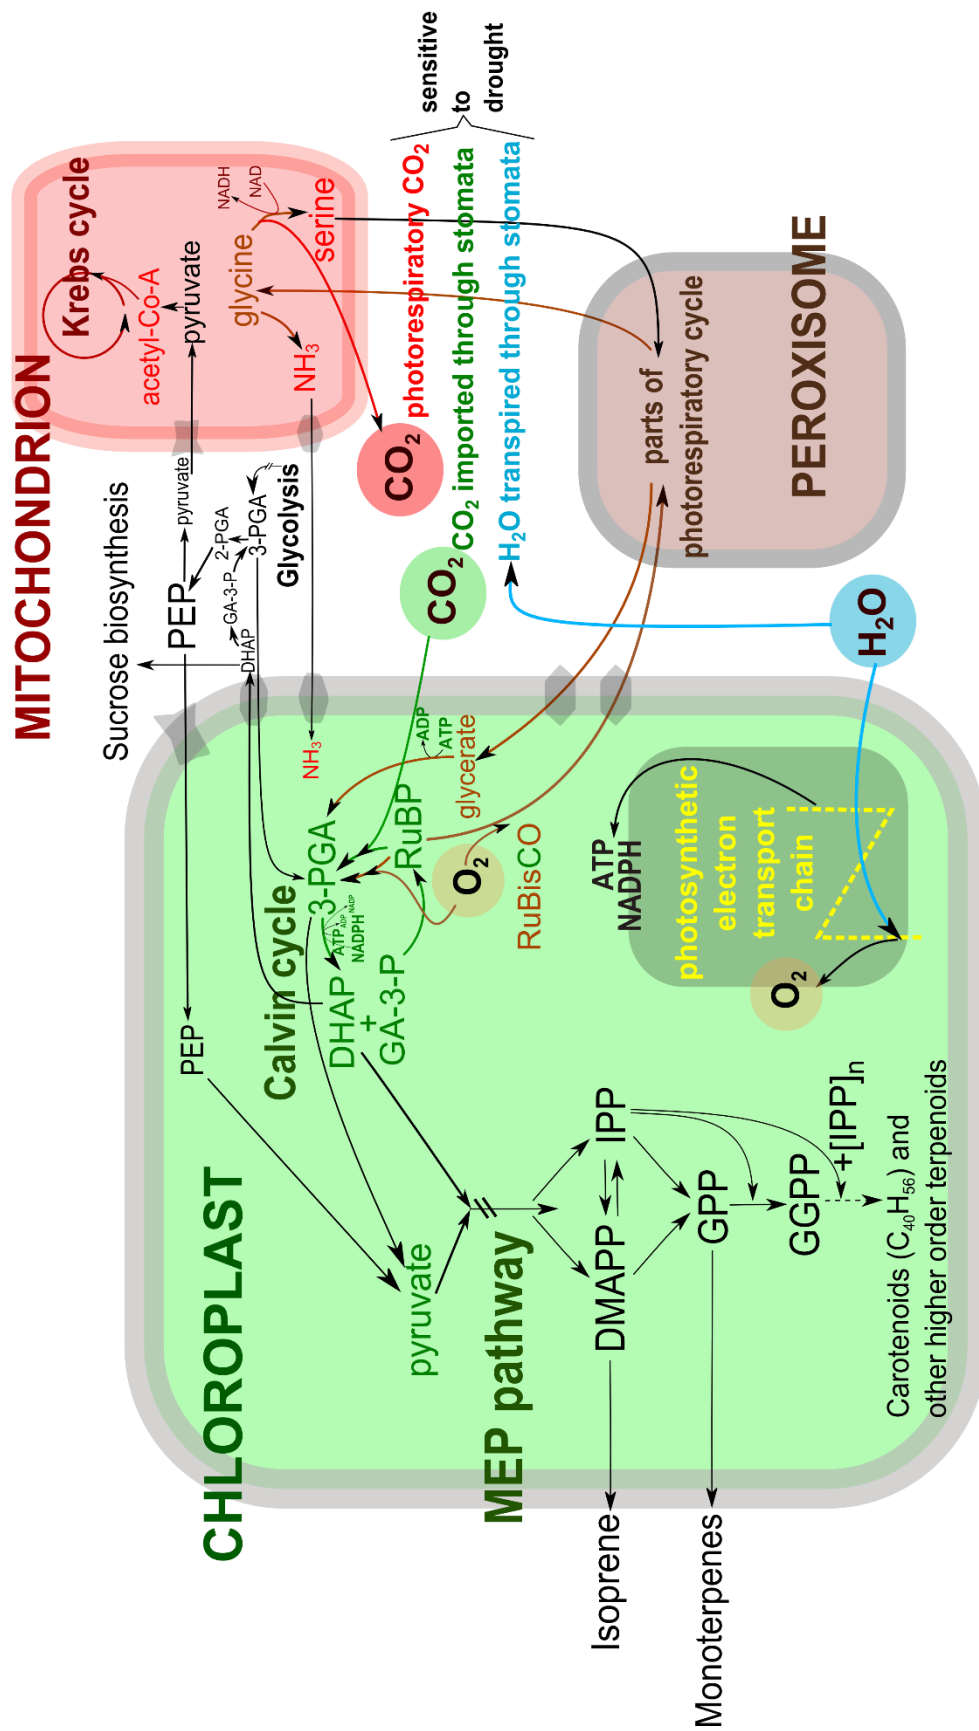 MITOCHONDRION
Krebs cycle
acetyl-Co-A
pyruvate
NADH
NAD
glycine
serine
NH₃
Sucrose biosynthesis
PEP
pyruvate
2-PGA
3-PGA
GA-3-P
DHAP
Glycolysis
CO₂
photorespiratory CO₂
CO₂
CO₂ imported through stomata
H₂O transpired through stomata
sensitive
to
drought
parts of
photorespiratory cycle
PEROXISOME
H₂O
CHLOROPLAST
PEP
Calvin cycle
NH₃
3-PGA
ATP
ADP
NADPH
NADP
DHAP
+
GA-3-P
RuBP
ADP
ATP
glycerate
O₂
RuBisCO
ATP
NADPH
photosynthetic
electron
transport
chain
O₂
pyruvate
MEP pathway
DMAPP
IPP
GPP
GGPP
+[IPP]n
Carotenoids (C₄₀H₅₆) and
other higher order terpenoids
Isoprene
Monoterpenes